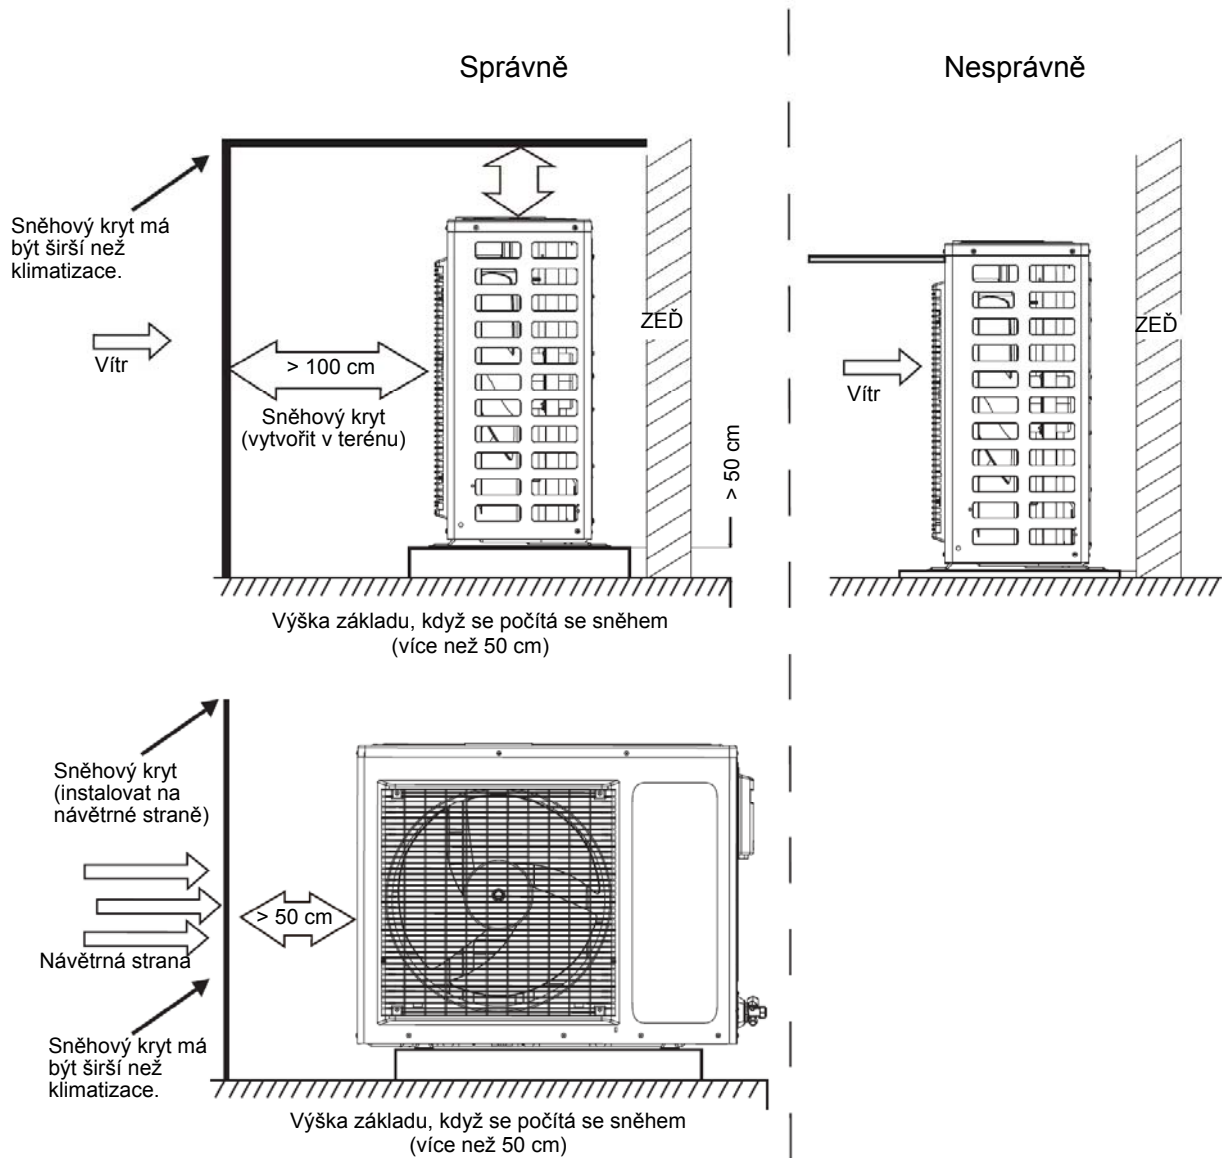 Správně
Nesprávně
Sněhový kryt má
být širší než
klimatizace.
Vítr
> 100 cm
Sněhový kryt
(vytvořit v terénu)
ZEĎ
> 50 cm
Výška základu, když se počítá se sněhem
(více než 50 cm)
Vítr
ZEĎ
Sněhový kryt
(instalovat na
návětrné straně)
> 50 cm
Návětrná strana
Sněhový kryt má
být širší než
klimatizace.
Výška základu, když se počítá se sněhem
(více než 50 cm)